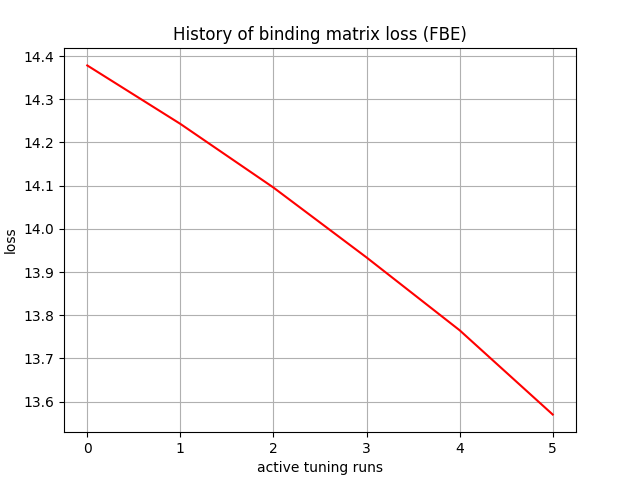 History of binding matrix loss (FBE)
14.4
14.3
14.2
14.1
14.0
13.9
13.8
13.7
13.6
loss
0 1 2 3 4 5
active tuning runs